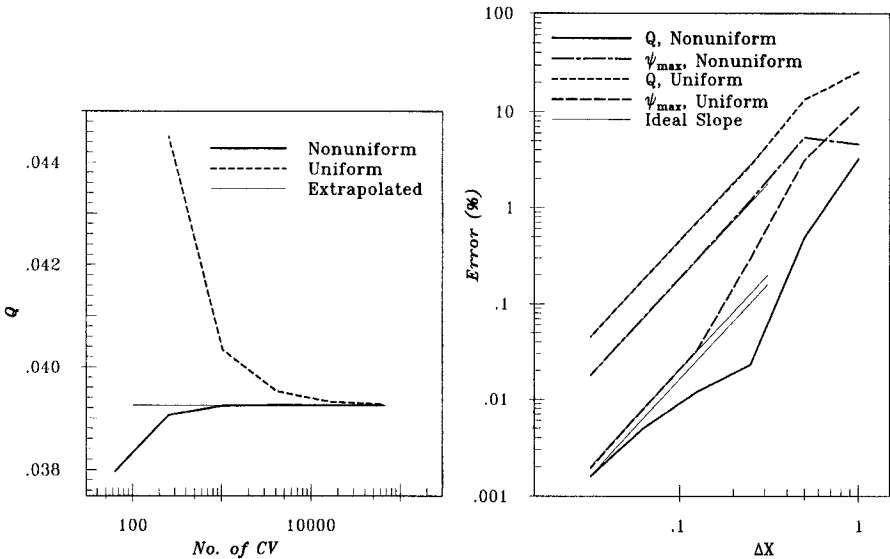 .044
.042
.040
.038
Q
Nonuniform
Uniform
Extrapolated
100
10000
No. of CV
100
10
1
.1
.01
.001
Error (%)
Q, Nonuniform
ψmax, Nonuniform
Q, Uniform
ψmax, Uniform
Ideal Slope
.1
1
ΔX